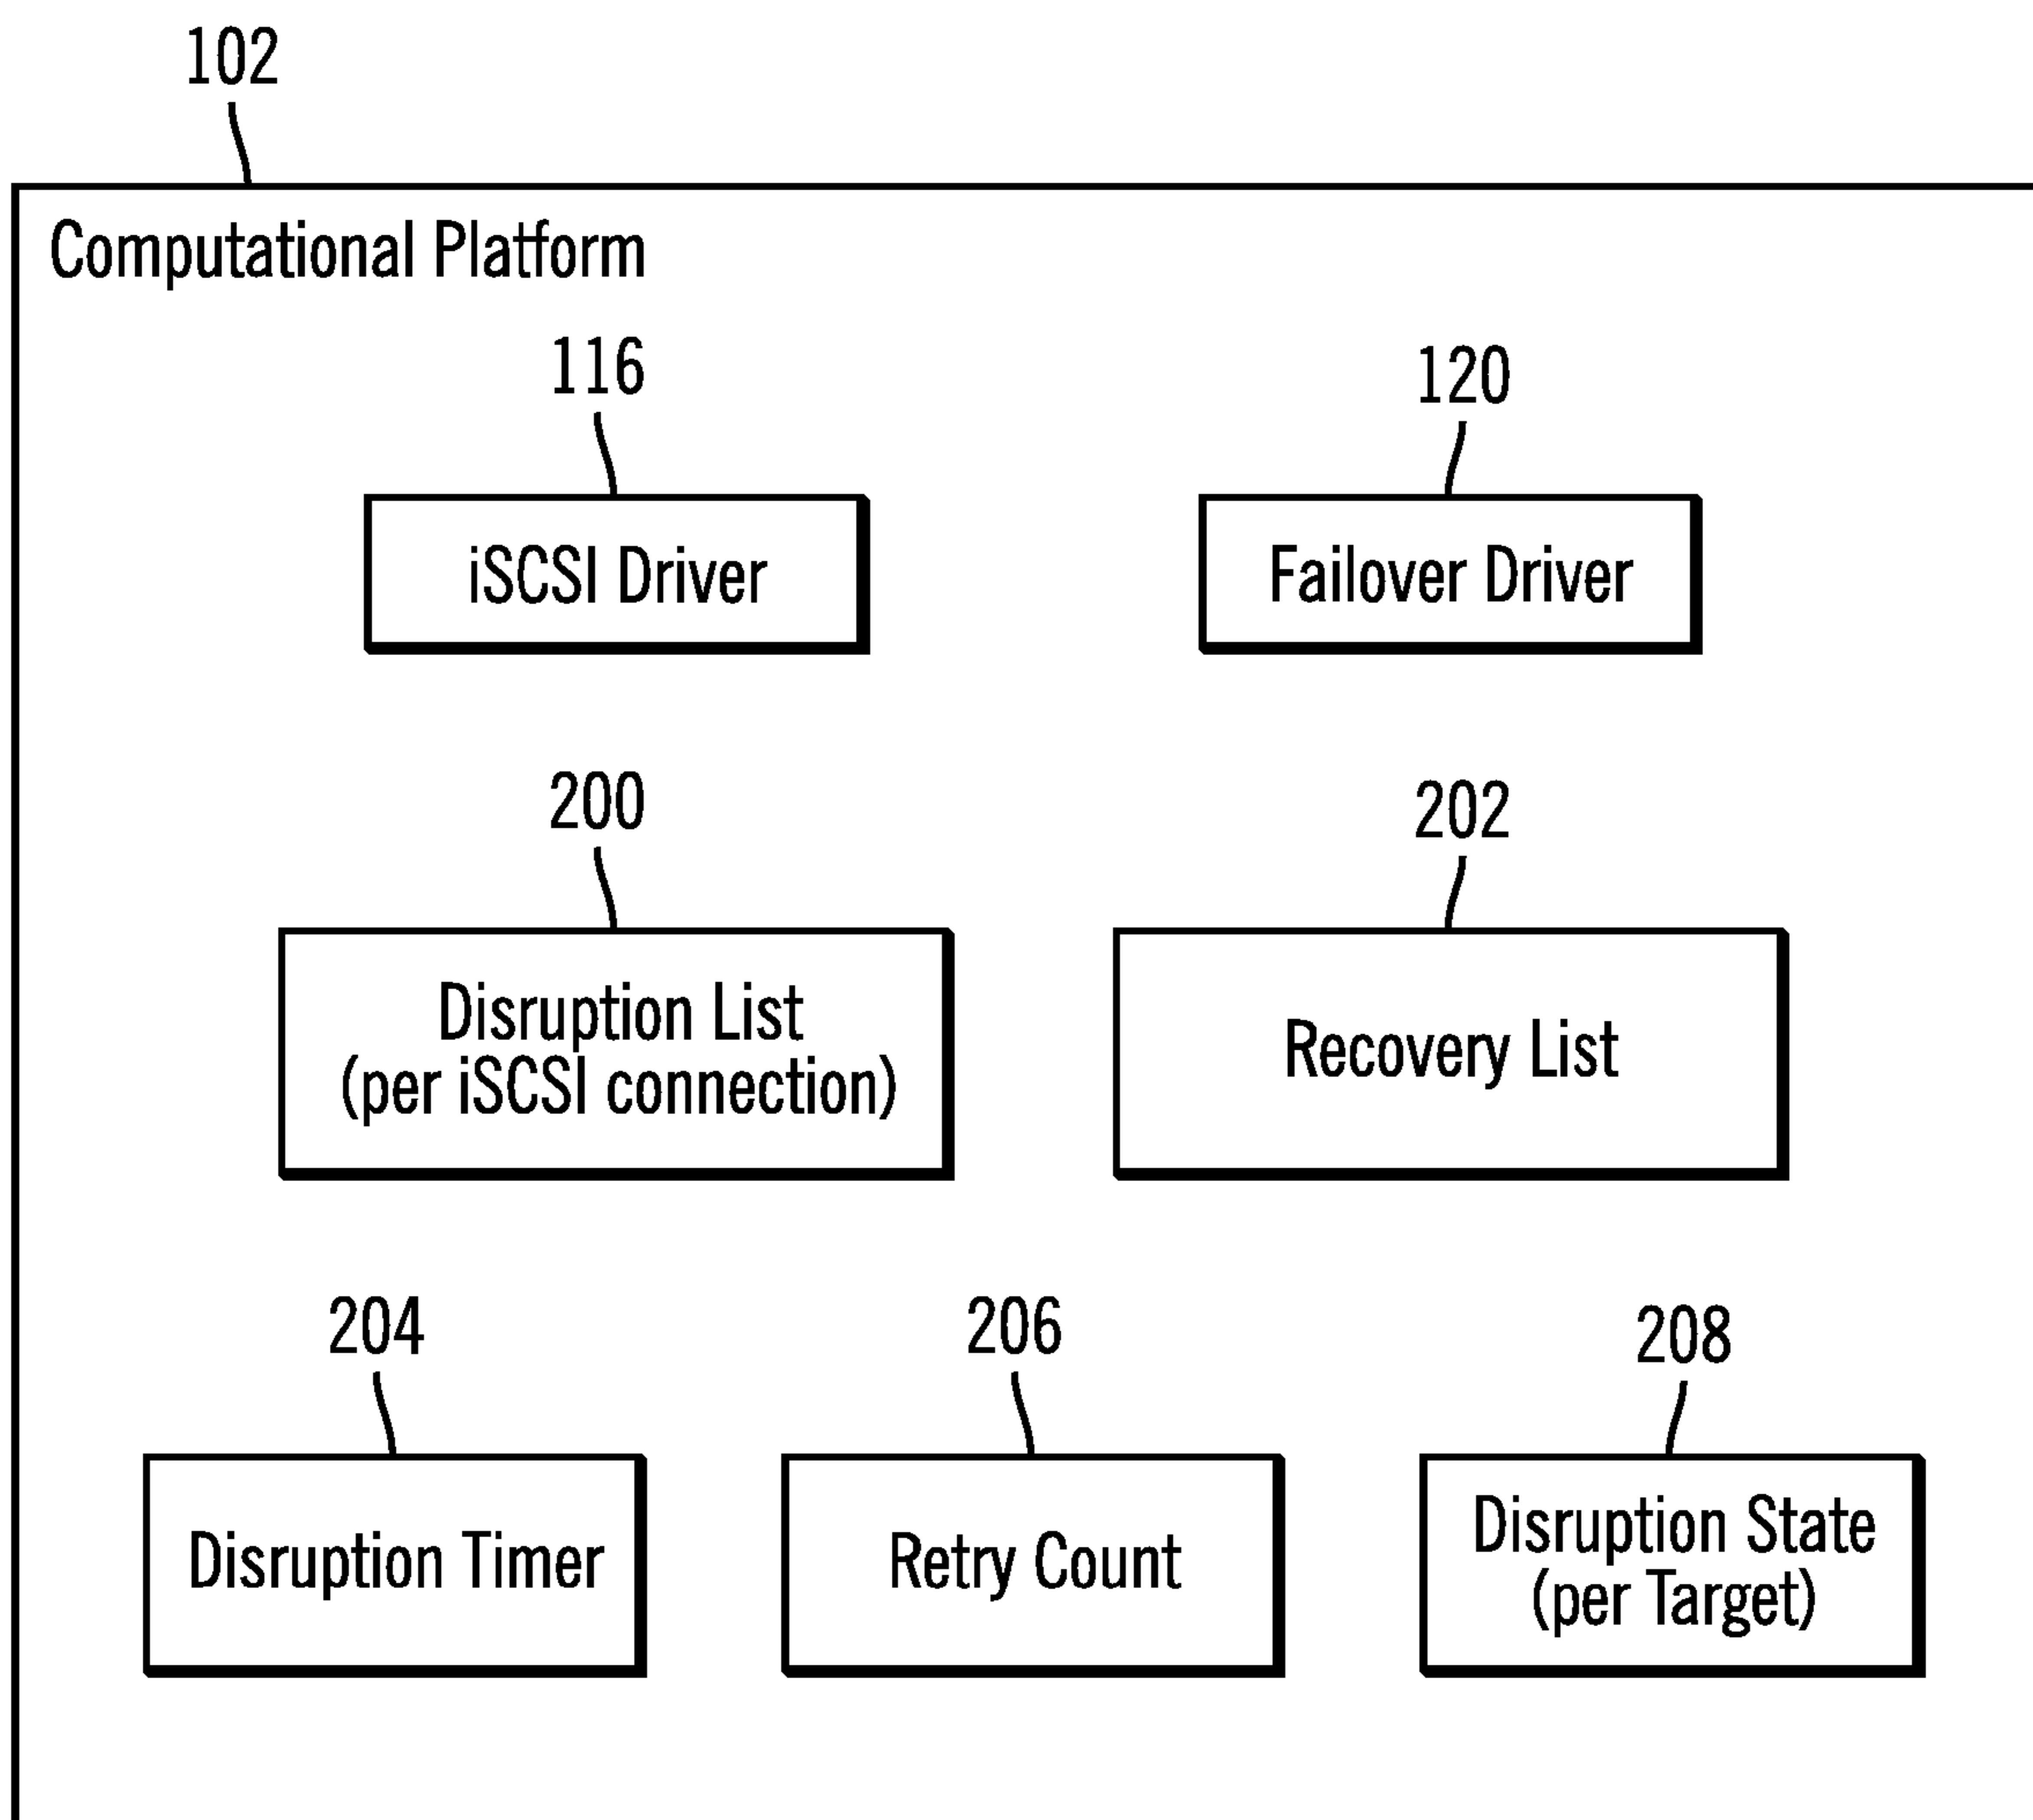 102
Computational Platform
116
120
iSCSI Driver
Failover Driver
200
202
Disruption List
(per iSCSI connection)
Recovery List
204
206
208
Disruption Timer
Retry Count
Disruption State
(per Target)